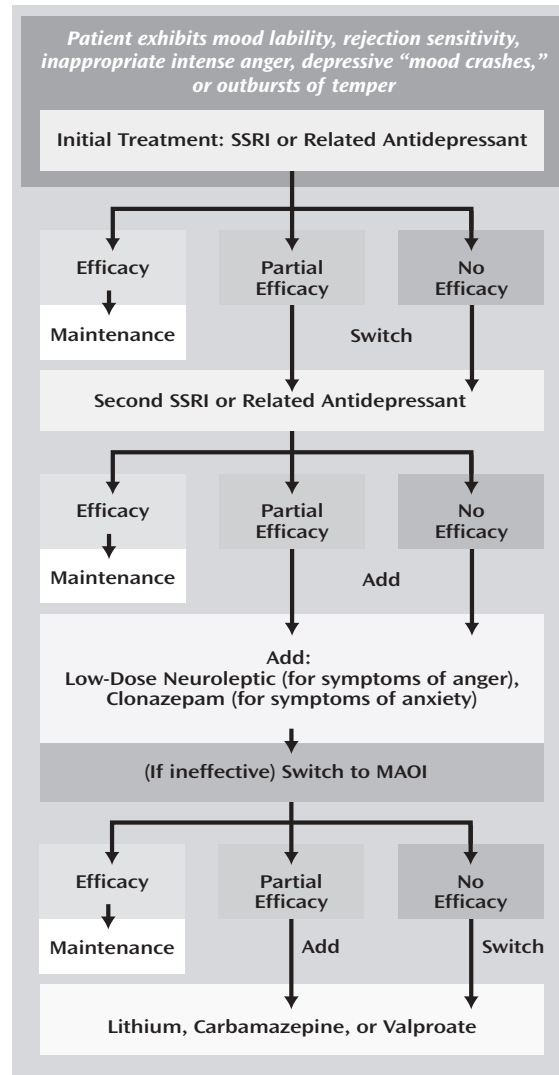 Patient exhibits mood lability, rejection sensitivity,
inappropriate intense anger, depressive “mood crashes,”
or outbursts of temper
Initial Treatment: SSRI or Related Antidepressant
Efficacy
Maintenance
Partial
Efficacy
No
Efficacy
Switch
Second SSRI or Related Antidepressant
Efficacy
Maintenance
Partial
Efficacy
No
Efficacy
Add
Add:
Low-Dose Neuroleptic (for symptoms of anger),
Clonazepam (for symptoms of anxiety)
(If ineffective) Switch to MAOI
Efficacy
Maintenance
Partial
Efficacy
No
Efficacy
Add
Switch
Lithium, Carbamazepine, or Valproate